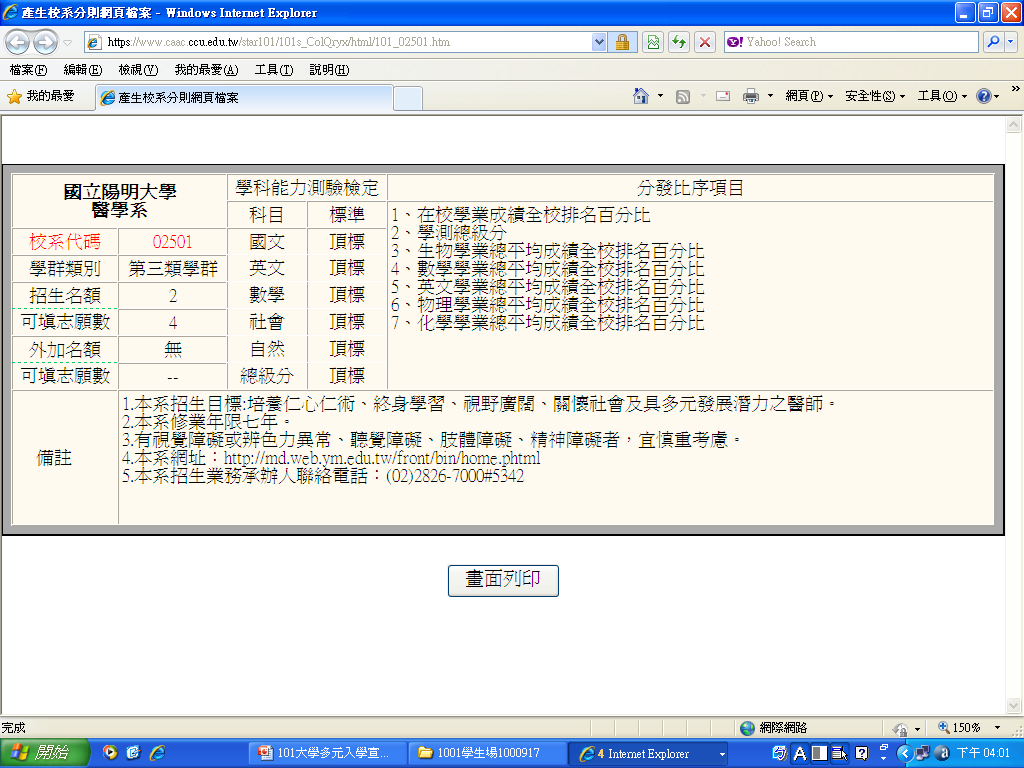 產生校系分則網頁檔案 - Windows Internet Explorer
https://www.caac.ccu.edu.tw/star101/101s_ColQryx/html/101_02501.htm
Yahoo! Search
檔案(F) 編輯(E) 檢視(V) 我的最愛(A) 工具(T) 說明(H)
我的最愛 產生校系分則網頁檔案 網頁(P) 安全性(S) 工具(O)
國立陽明大學
醫學系
學科能力測驗檢定 分發比序項目
科目 標準
校系代碼 02501 國文 頂標
學群類別 第三類學群 英文 頂標
招生名額 2 數學 頂標
可填志願數 4 社會 頂標
外加名額 無 自然 頂標
可填志願數 -- 總級分 頂標
1、在校學業成績全校排名百分比
2、學測總級分
3、生物學業總平均成績全校排名百分比
4、數學學業總平均成績全校排名百分比
5、英文學業總平均成績全校排名百分比
6、物理學業總平均成績全校排名百分比
7、化學學業總平均成績全校排名百分比
備註
1.本系招生目標:培養仁心仁術、終身學習、視野廣闊、關懷社會及具多元發展潛力之醫師。
2.本系修業年限七年。
3.有視覺障礙或辨色力異常、聽覺障礙、肢體障礙、精神障礙者，宜慎重考慮。
4.本系網址：http://md.web.ym.edu.tw/front/bin/home.phtml
5.本系招生業務承辦人聯絡電話：(02)2826-7000#5342
畫面列印
完成 網際網路 150%
開始 101大學多元入學宣... 1001學生場1000917 4 Internet Explorer A 下午 04:01